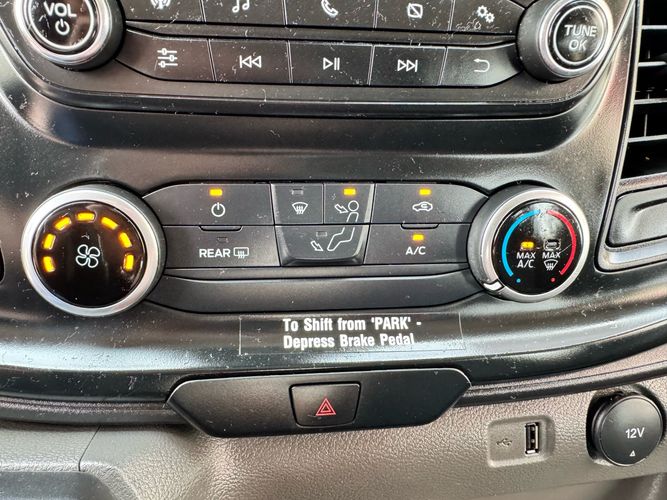 VOL
TUNE
OK
REAR
A/C
MAX
A/C
MAX
To Shift from 'PARK' -
Depress Brake Pedal
12V